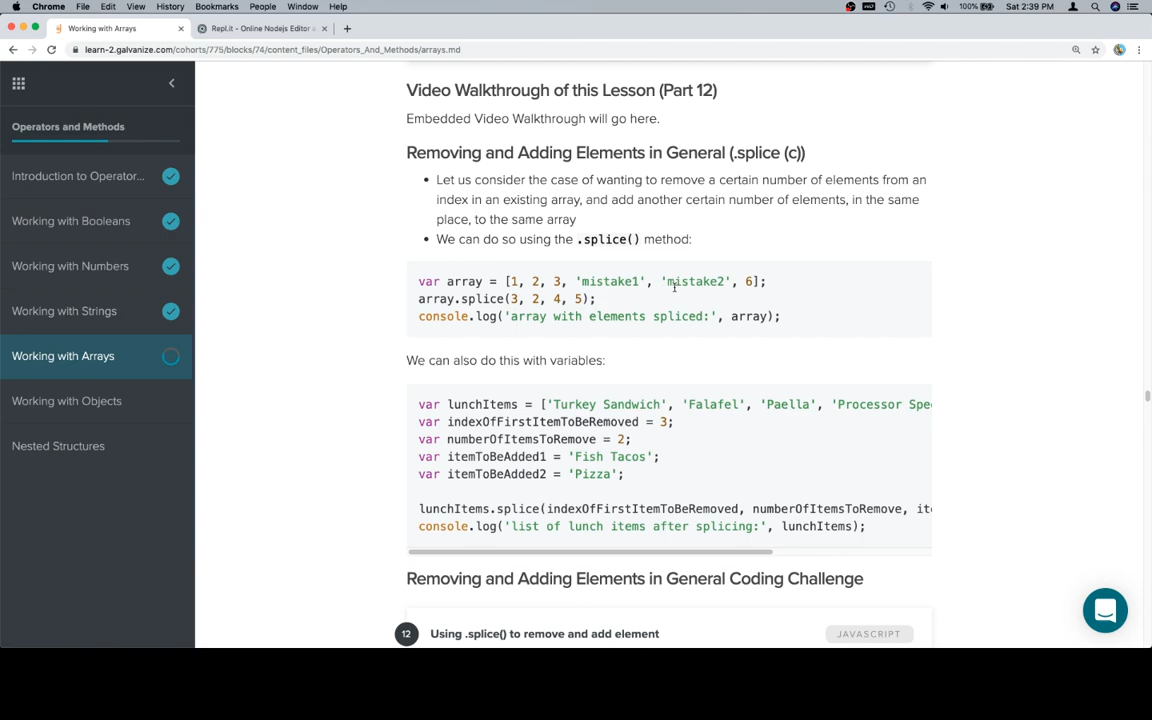 Chrome File Edit View History Bookmarks People Window Help 100% Sat 2:39 PM
Working with Arrays
Repl.it - Online Nodejs Editor
learn-2.galvanize.com/cohorts/775/blocks/74/content_files/Operators_And_Methods/arrays.md
Operators and Methods
Introduction to Operator...
Working with Booleans
Working with Numbers
Working with Strings
Working with Arrays
Working with Objects
Nested Structures
Video Walkthrough of this Lesson (Part 12)
Embedded Video Walkthrough will go here.
Removing and Adding Elements in General (.splice (c))
Let us consider the case of wanting to remove a certain number of elements from an
index in an existing array, and add another certain number of elements, in the same
place, to the same array
We can do so using the .splice() method:
var array = [1, 2, 3, 'mistake1', 'mistake2', 6];
array.splice(3, 2, 4, 5);
console.log('array with elements spliced:', array);
We can also do this with variables:
var lunchItems = ['Turkey Sandwich', 'Falafel', 'Paella', 'Processor Spe
var indexOfFirstItemToBeRemoved = 3;
var numberOfItemsToRemove = 2;
var itemToBeAdded1 = 'Fish Tacos';
var itemToBeAdded2 = 'Pizza';
lunchItems.splice(indexOfFirstItemToBeRemoved, numberOfItemsToRemove, ite
console.log('list of lunch items after splicing:', lunchItems);
Removing and Adding Elements in General Coding Challenge
12 Using .splice() to remove and add element JAVASCRIPT